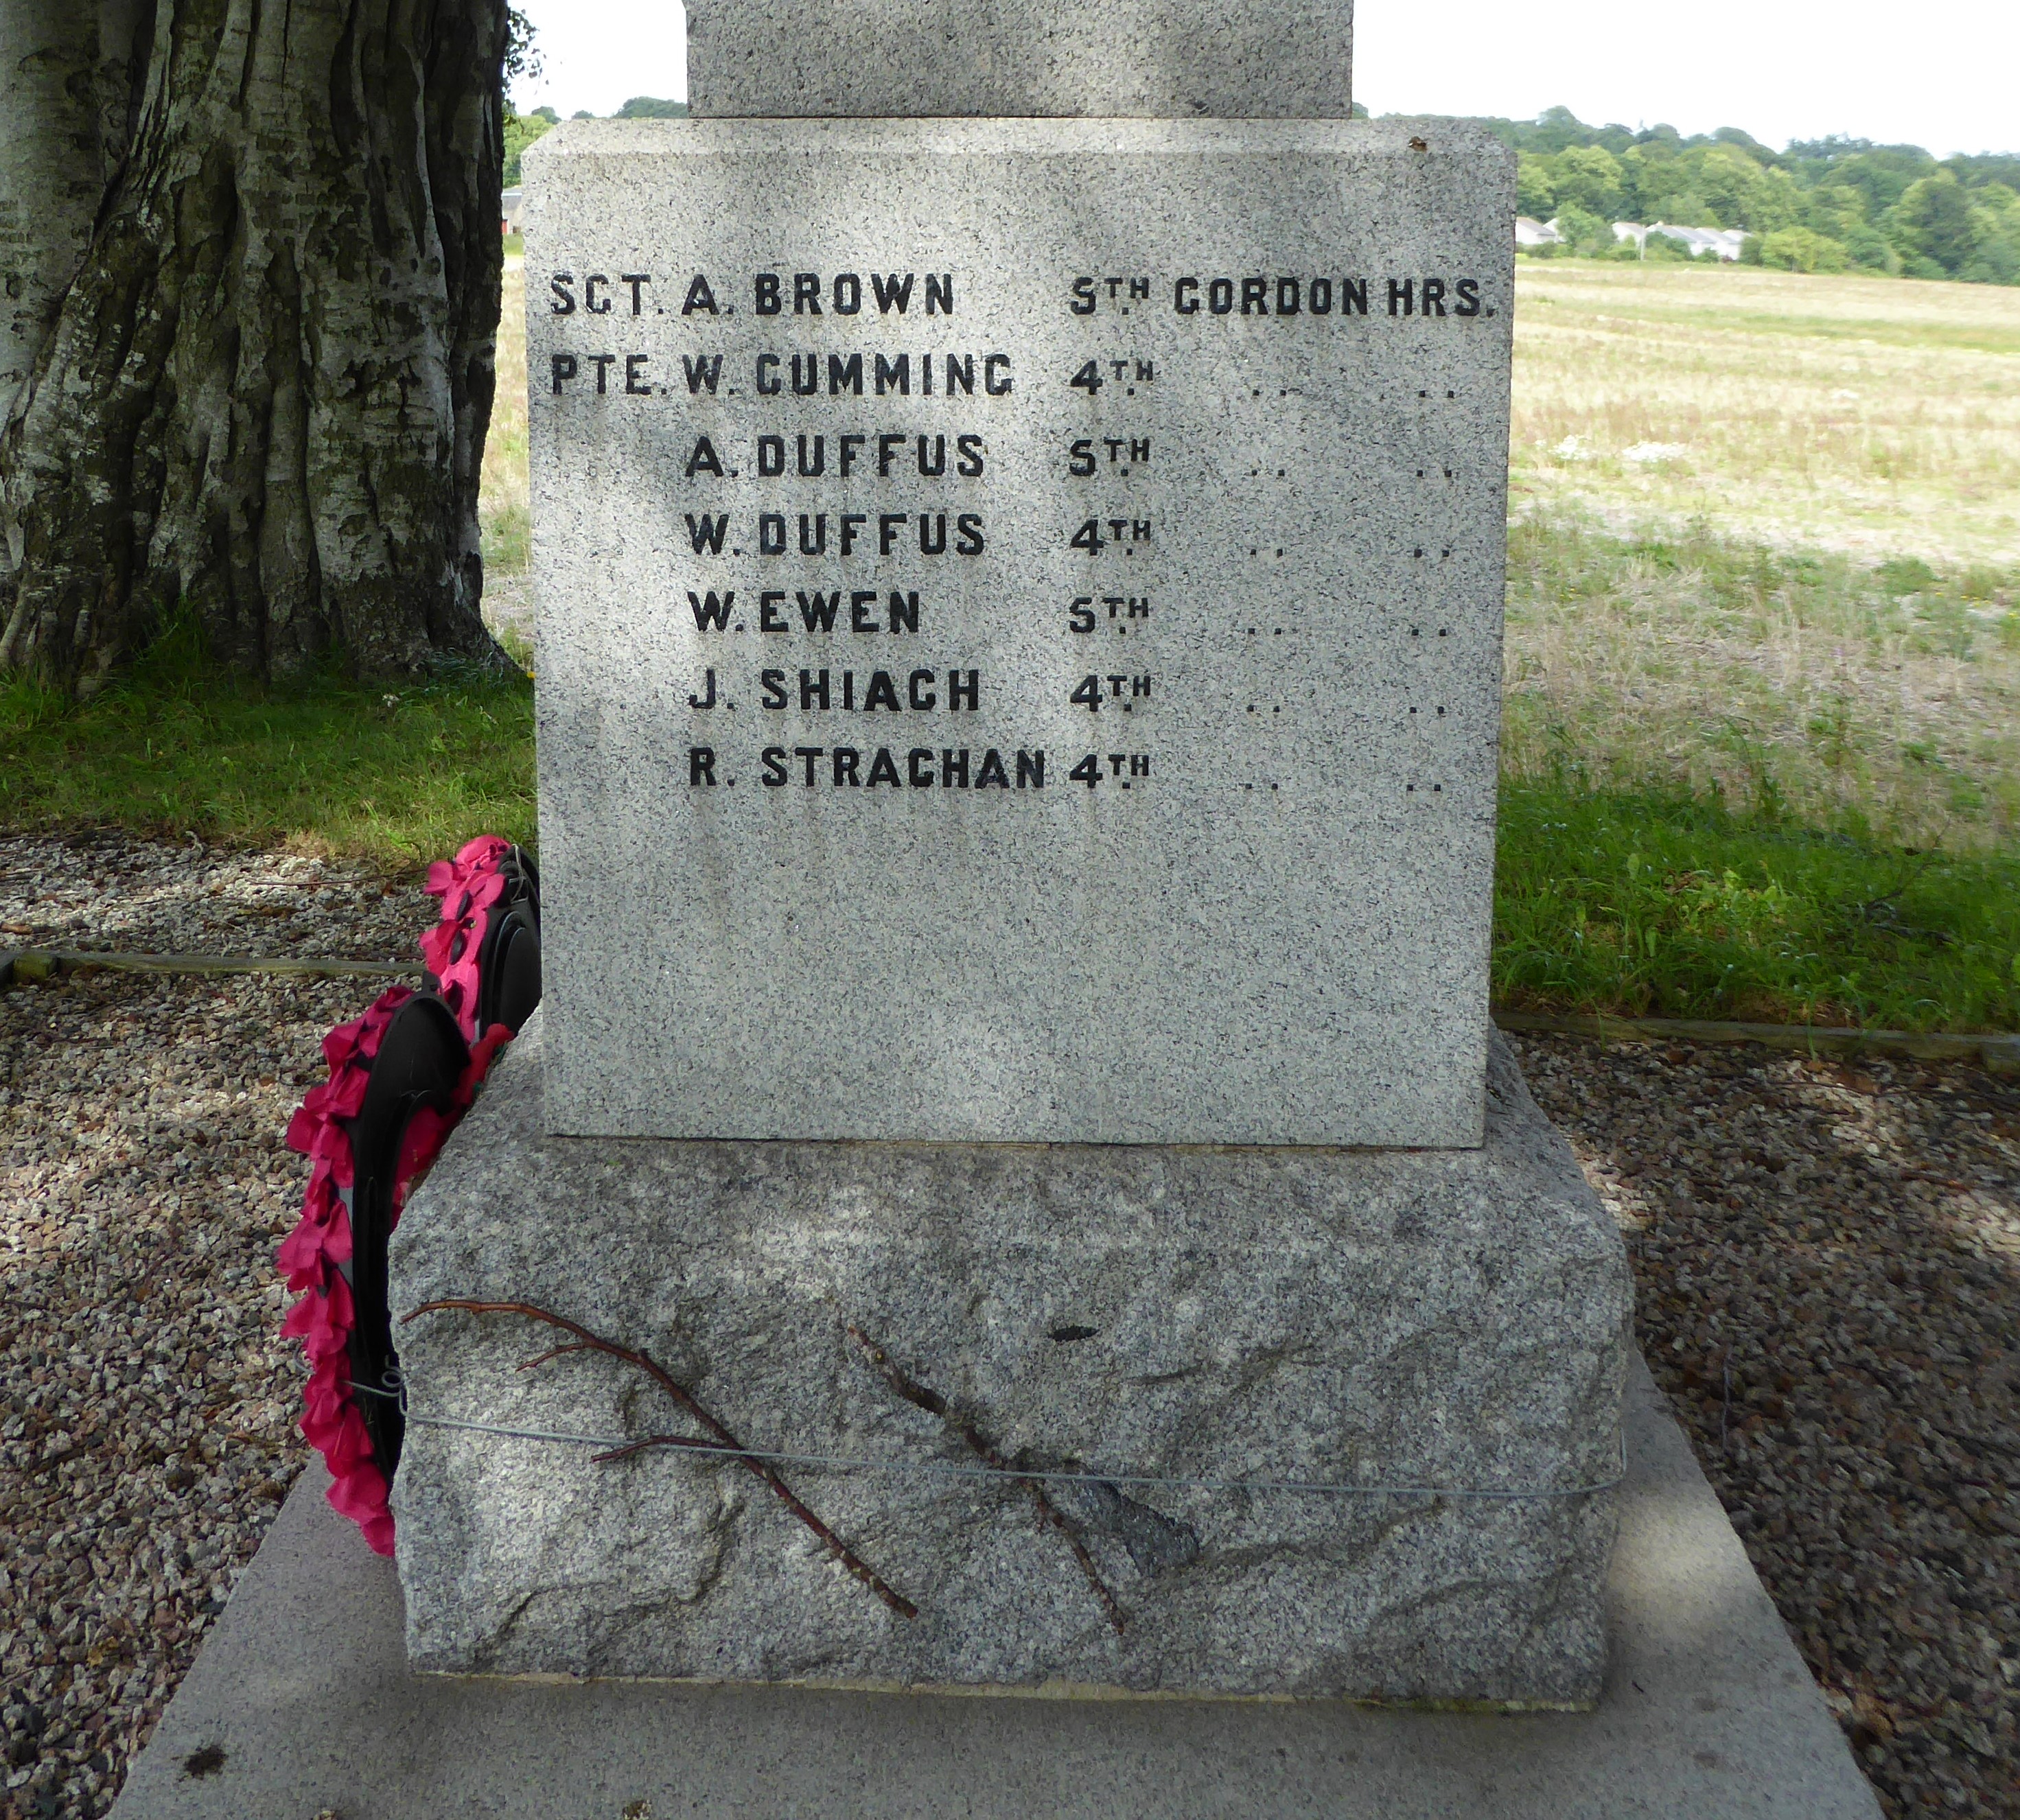 SGT. A. BROWN 5TH GORDON HRS.
PTE. W. CUMMING 4TH .. ..
A. DUFFUS 5TH .. ..
W. DUFFUS 4TH .. ..
W. EWEN 5TH .. ..
J. SHIACH 4TH .. ..
R. STRACHAN 4TH .. ..